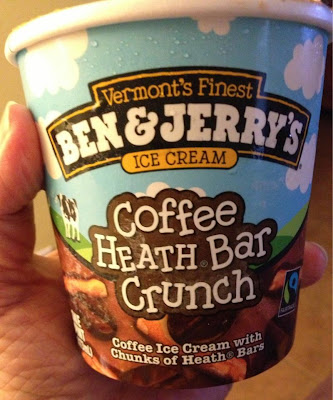 Vermont's Finest
BEN & JERRY'S
ICE CREAM
Coffee
HEATH® Bar
Crunch
Coffee Ice Cream with
Chunks of Heath® Bars